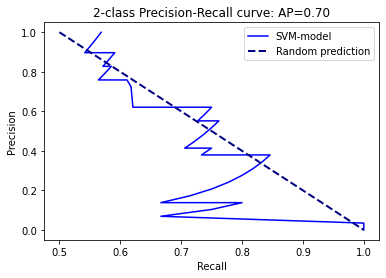 2-class Precision-Recall curve: AP=0.70
SVM-model
Random prediction
Precision
1.0
0.8
0.6
0.4
0.2
0.0
0.5 0.6 0.7 0.8 0.9 1.0
Recall